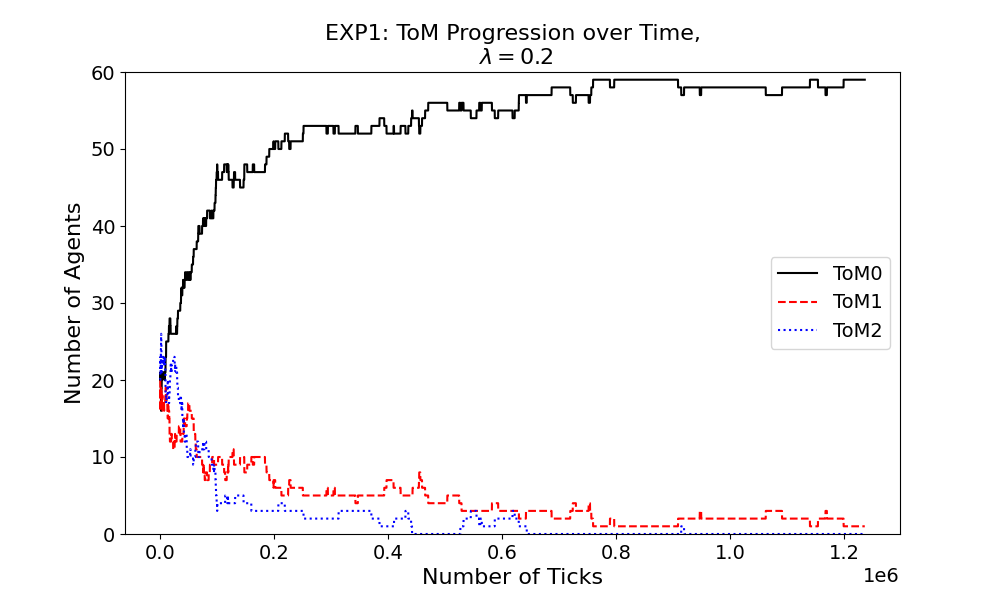 EXP1: ToM Progression over Time,
λ = 0.2
Number of Agents
60
50
40
30
20
10
0
ToM0
ToM1
ToM2
0.0 0.2 0.4 0.6 0.8 1.0 1.2
1e6
Number of Ticks